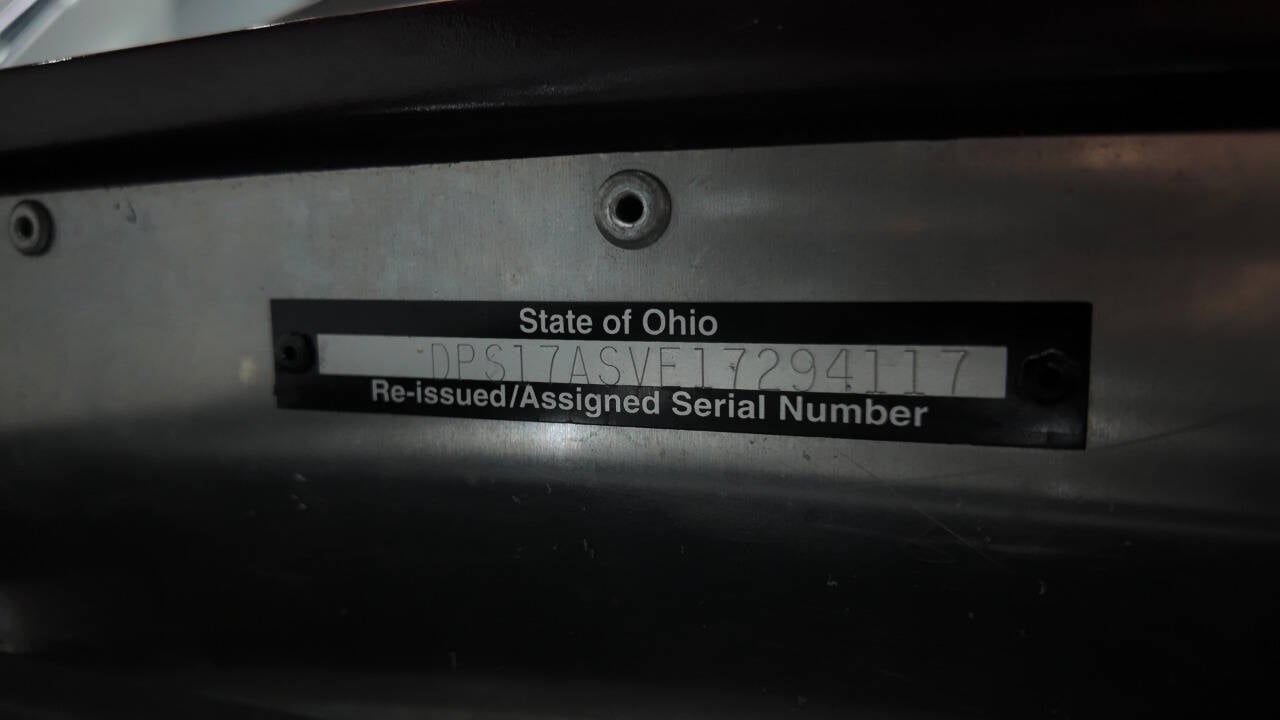 State of Ohio
DPS17ASVE17294117
Re-issued/Assigned Serial Number